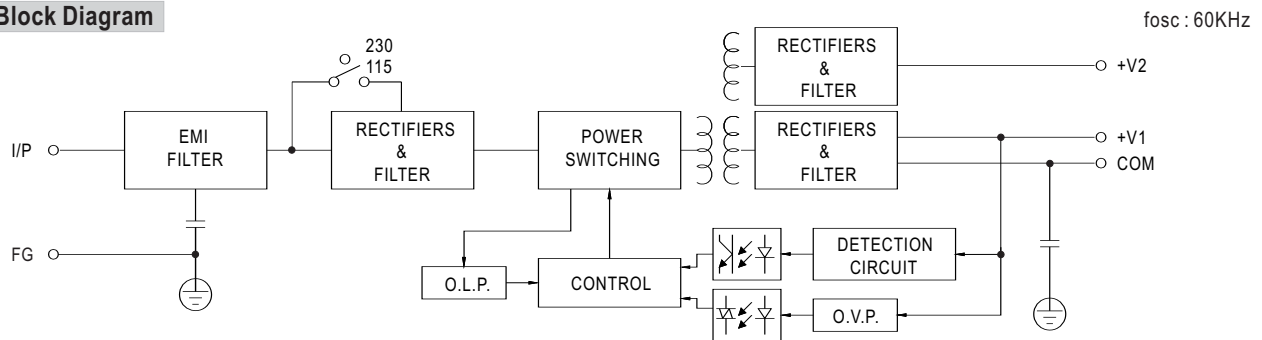 Block Diagram
fosc : 60KHz
230
115
RECTIFIERS
&
FILTER
+V2
I/P
EMI
FILTER
RECTIFIERS
&
FILTER
POWER
SWITCHING
RECTIFIERS
&
FILTER
+V1
COM
FG
O.L.P.
CONTROL
DETECTION
CIRCUIT
O.V.P.